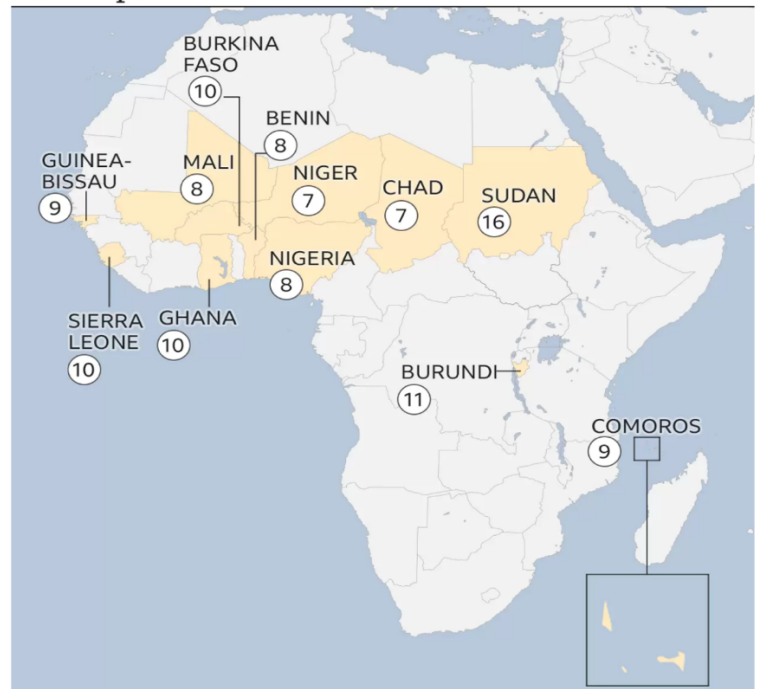 BURKINA
FASO
10
BENIN
8
GUINEA-
BISSAU
9
MALI
8
NIGER
7
CHAD
7
SUDAN
16
NIGERIA
8
SIERRA
LEONE
10
GHANA
10
BURUNDI
11
COMOROS
9